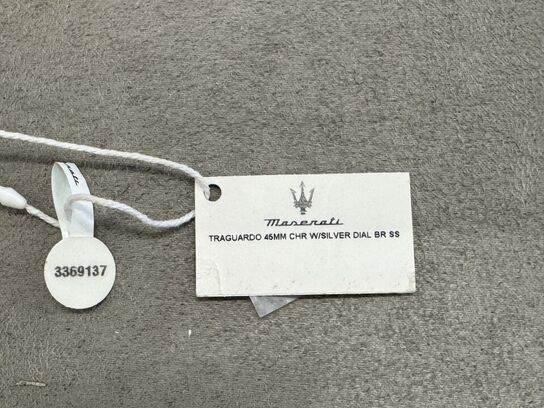 Maserati
TRAGUARDO 45MM CHR W/SILVER DIAL BR SS
3369137